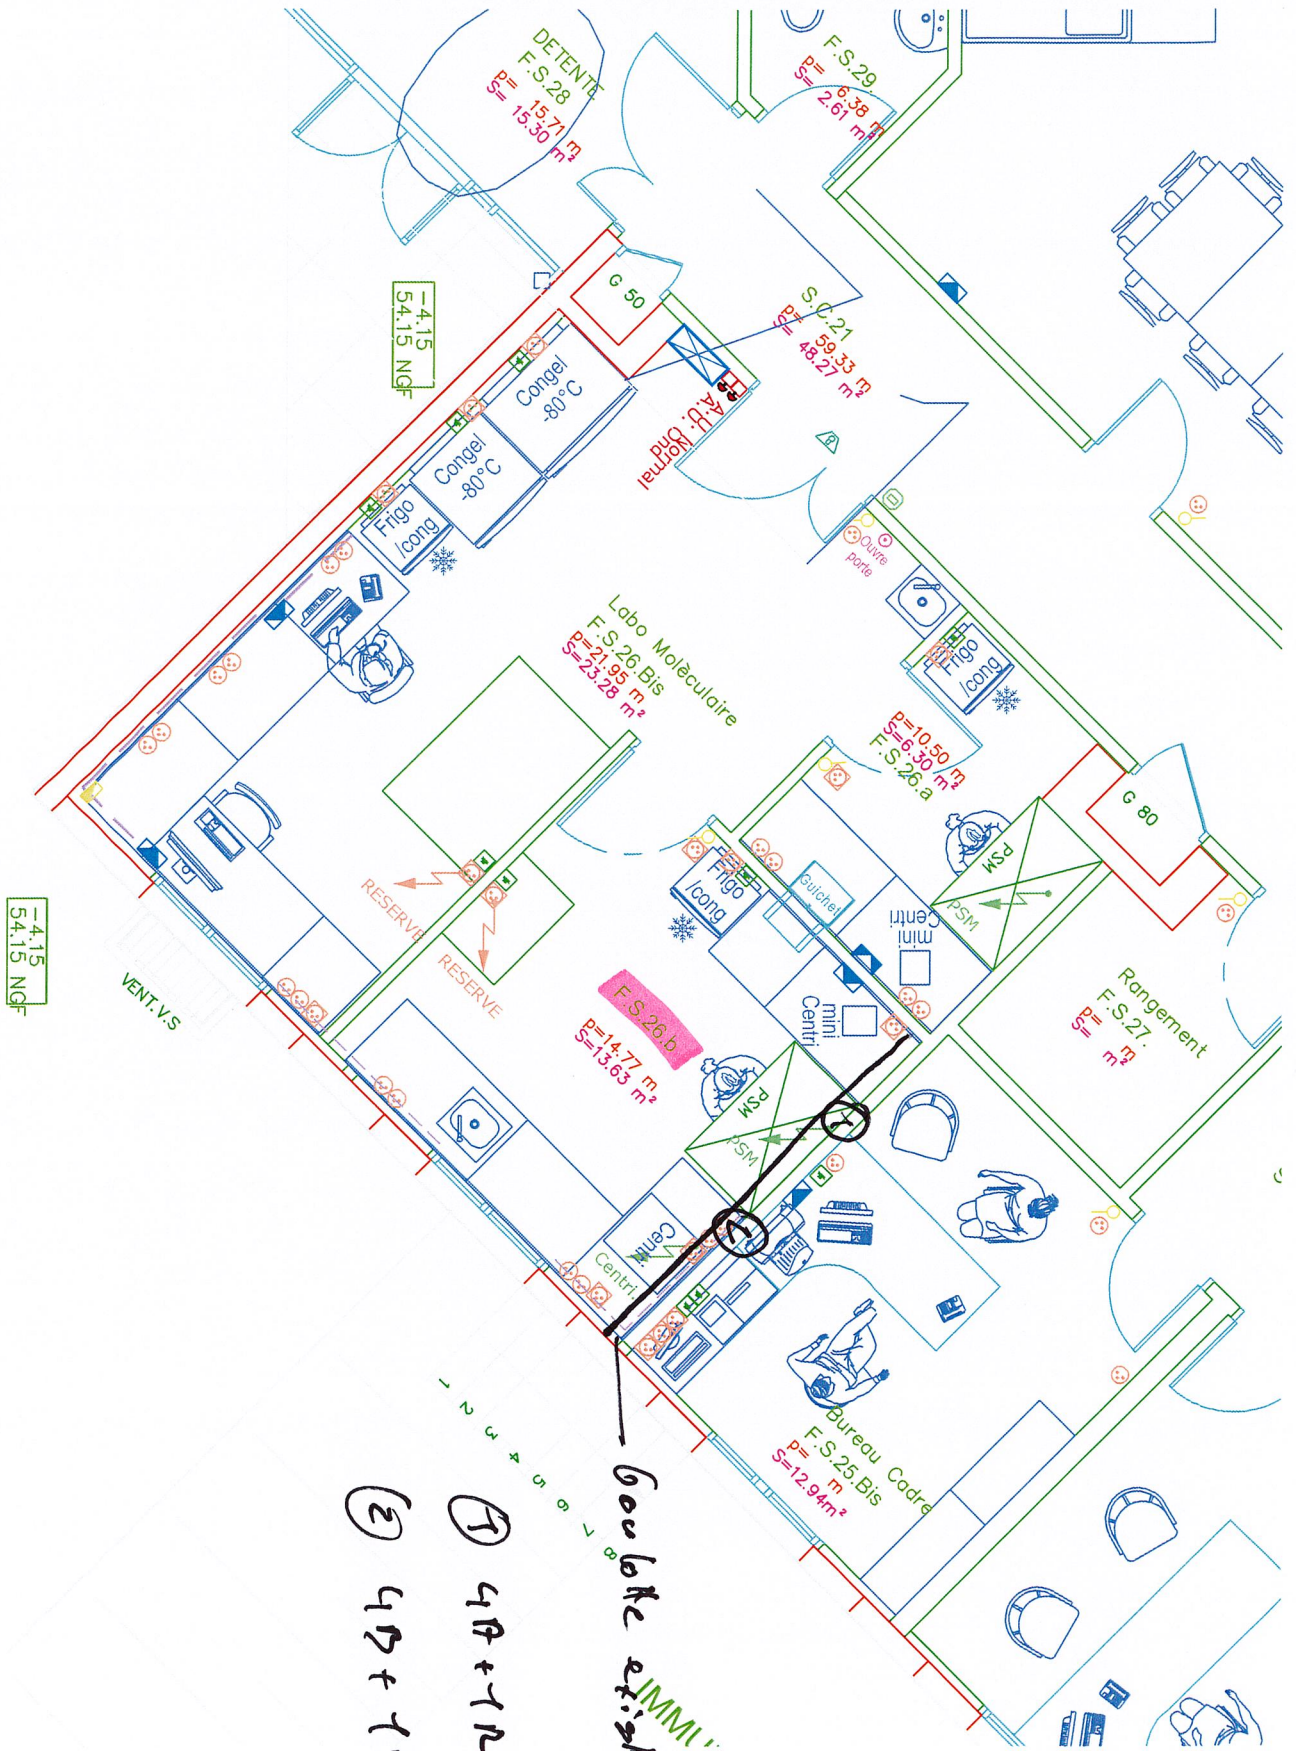 DETENTE
F.S.28
p= 15.71 m
S= 15.30 m²
F.S.29
p= 6.38 m
S= 2.61 m²
G 50
S.C.21
p= 59.33 m
S= 48.27 m²
-4.15
54.15 NGF
Congel
-80°C
Congel
-80°C
Frigo
/cong
A.U. Normal
A.U. Ond
Ouvre
porte
Labo Molèculaire
F.S.26.Bis
p=21.95 m
S=23.28 m²
Frigo
/cong
p=10.50 m
S=6.30 m²
F.S.26.a
G 80
PSM
PSM
Guichet
mini
Centri
Frigo
/cong
RESERVE
RESERVE
mini
Centri
Rangement
F.S.27.
p= m
S= m²
F.S.26.b
p=14.77 m
S=13.63 m²
PSM
PSM
-4.15
54.15 NGF
VENT.V.S
1
2
Centri
Centri.
Bureau Cadre
F.S.25.Bis
p= m
S=12.94m²
1 2 3 4 5 6 7 8
1 4P+1
2 4P+1
IMMU